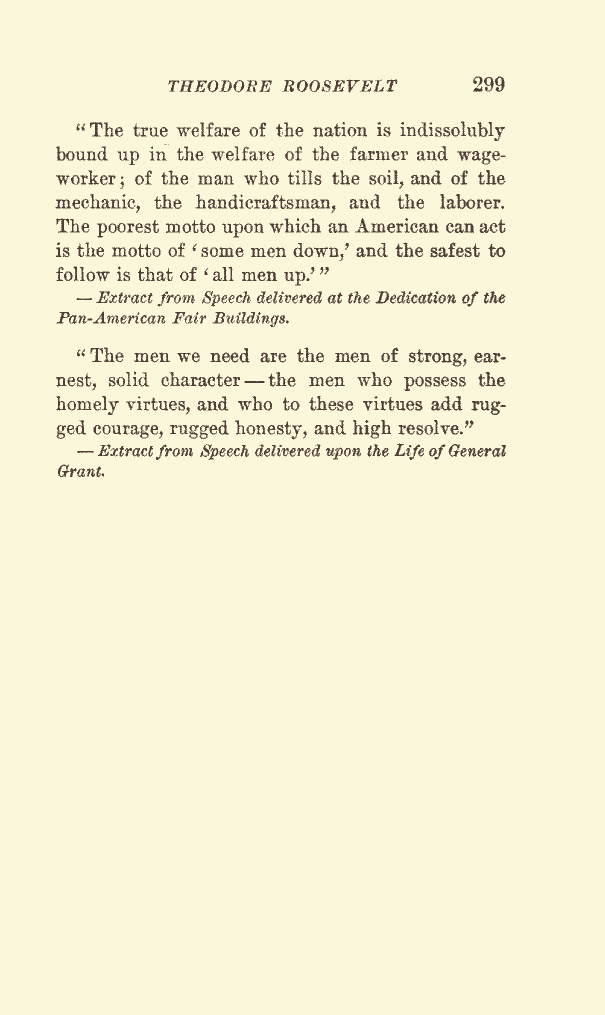 THEODORE ROOSEVELT 299
“The true welfare of the nation is indissolubly
bound up in the welfare of the farmer and wage-
worker; of the man who tills the soil, and of the
mechanic, the handicraftsman, and the laborer.
The poorest motto upon which an American can act
is the motto of ‘some men down,’ and the safest to
follow is that of ‘all men up.’”
— Extract from Speech delivered at the Dedication of the
Pan-American Fair Buildings.
“The men we need are the men of strong, ear-
nest, solid character — the men who possess the
homely virtues, and who to these virtues add rug-
ged courage, rugged honesty, and high resolve.”
— Extract from Speech delivered upon the Life of General
Grant.